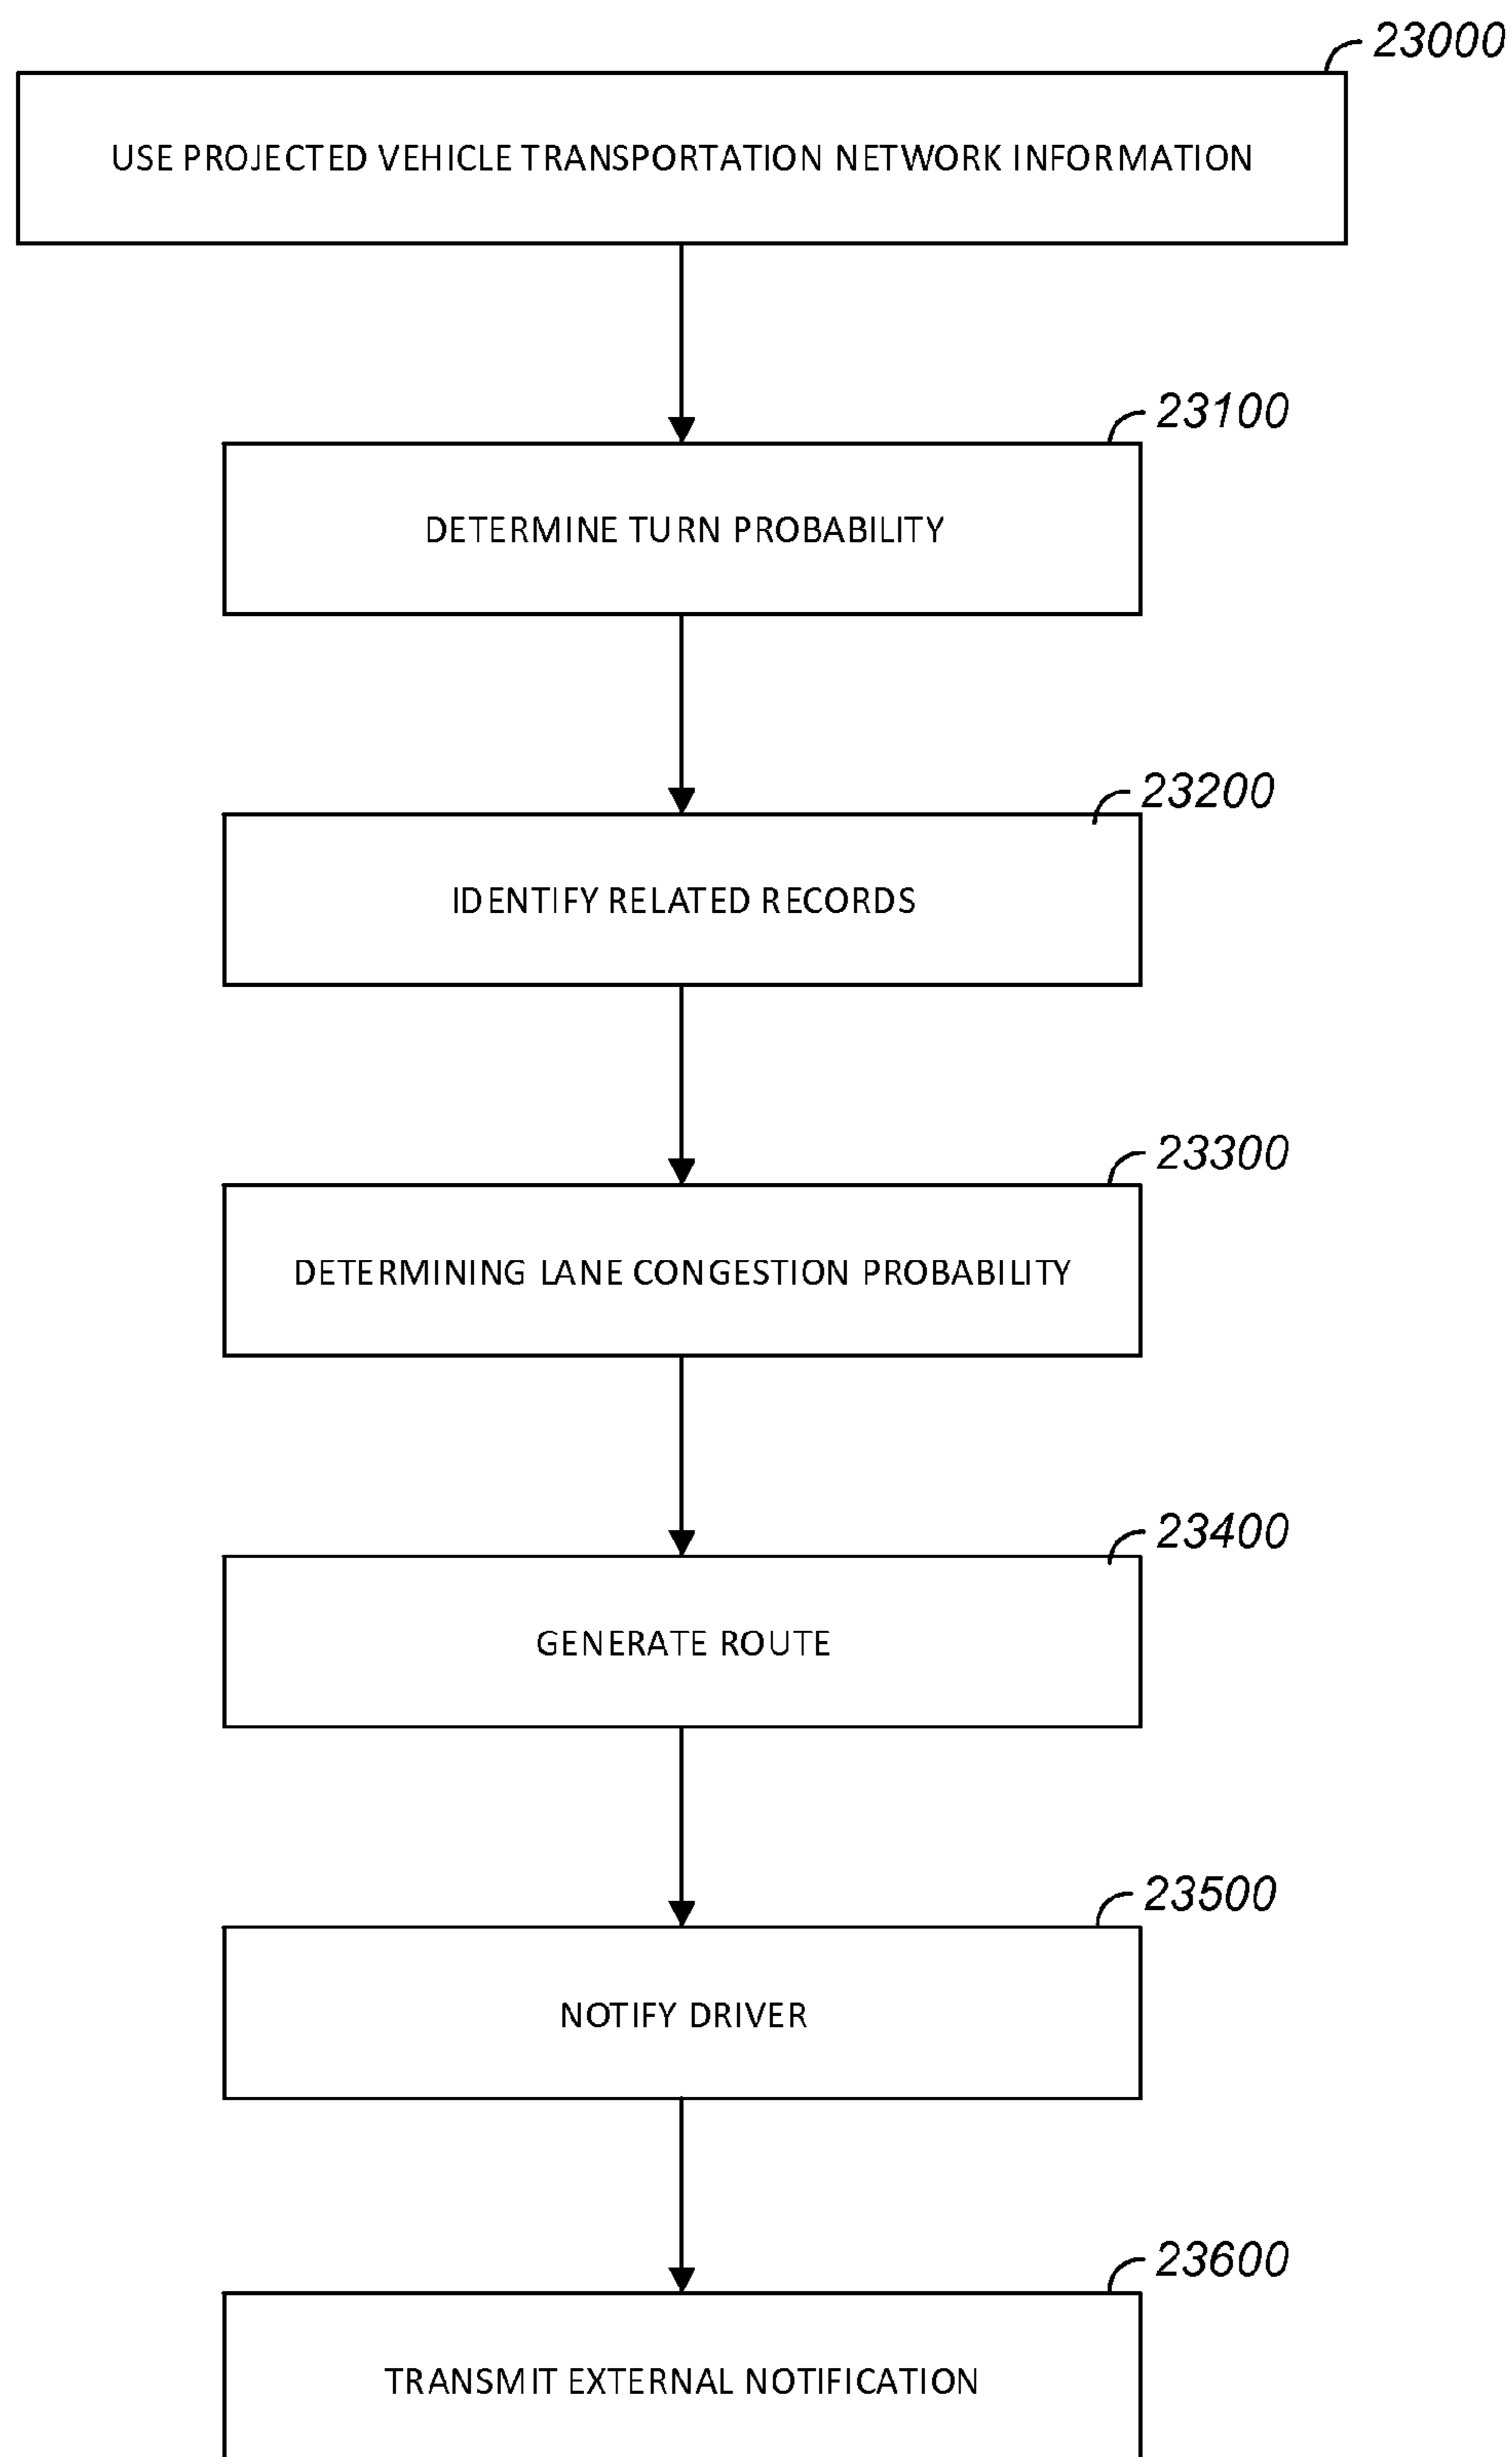 23000
USE PROJECTED VEHICLE TRANSPORTATION NETWORK INFORMATION
23100
DETERMINE TURN PROBABILITY
23200
IDENTIFY RELATED RECORDS
23300
DETERMINING LANE CONGESTION PROBABILITY
23400
GENERATE ROUTE
23500
NOTIFY DRIVER
23600
TRANSMIT EXTERNAL NOTIFICATION